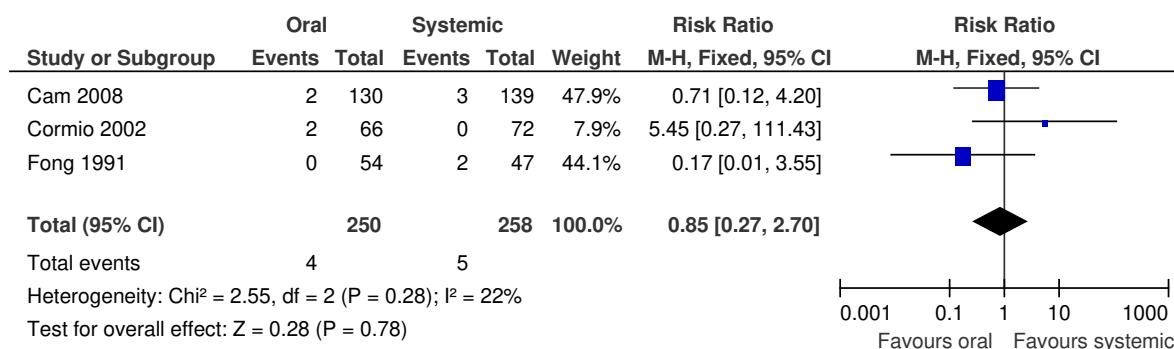 Oral Systemic Risk Ratio Risk Ratio
Study or Subgroup Events Total Events Total Weight M-H, Fixed, 95% CI M-H, Fixed, 95% CI
Cam 2008 2 130 3 139 47.9% 0.71 [0.12, 4.20]
Cormio 2002 2 66 0 72 7.9% 5.45 [0.27, 111.43]
Fong 1991 0 54 2 47 44.1% 0.17 [0.01, 3.55]
Total (95% CI) 250 258 100.0% 0.85 [0.27, 2.70]
Total events 4 5
Heterogeneity: Chi² = 2.55, df = 2 (P = 0.28); I² = 22%
Test for overall effect: Z = 0.28 (P = 0.78)
0.001 0.1 1 10 1000
Favours oral Favours systemic